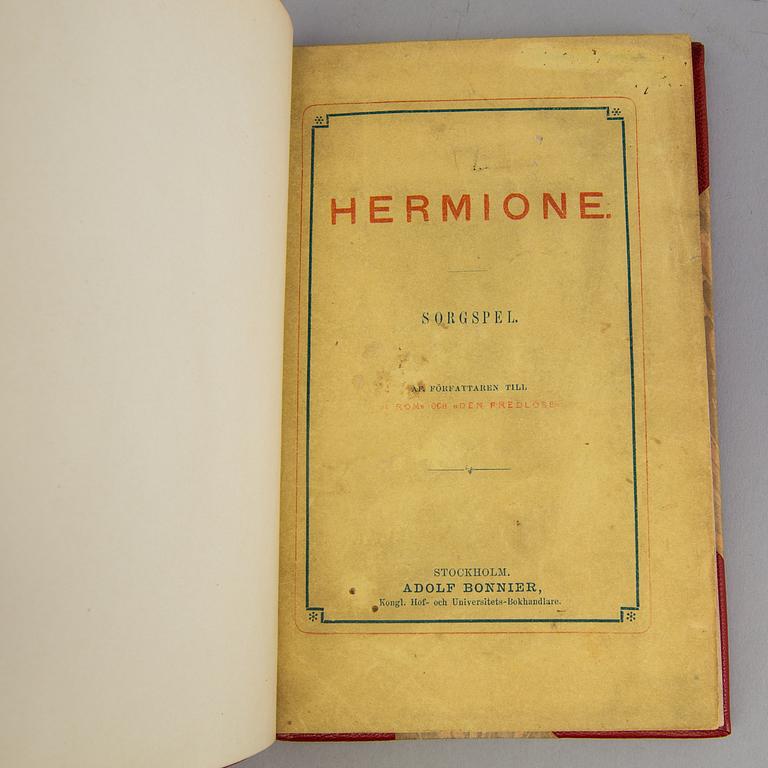 HERMIONE.
SORGSPEL.
AF FÖRFATTAREN TILL
ROM» OCH »DEN FREDLÖSE»
STOCKHOLM.
ADOLF BONNIER,
Kongl. Hof- och Universitets-Bokhandlare.